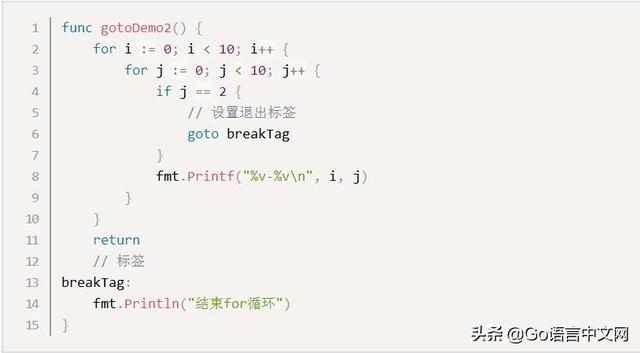 1 func gotoDemo2() {
2     for i := 0; i < 10; i++ {
3         for j := 0; j < 10; j++ {
4             if j == 2 {
5                 // 设置退出标签
6                 goto breakTag
7             }
8             fmt.Printf("%v-%v\n", i, j)
9         }
10     }
11     return
12     // 标签
13 breakTag:
14     fmt.Println("结束for循环")
15 }
头条 @Go语言中文网